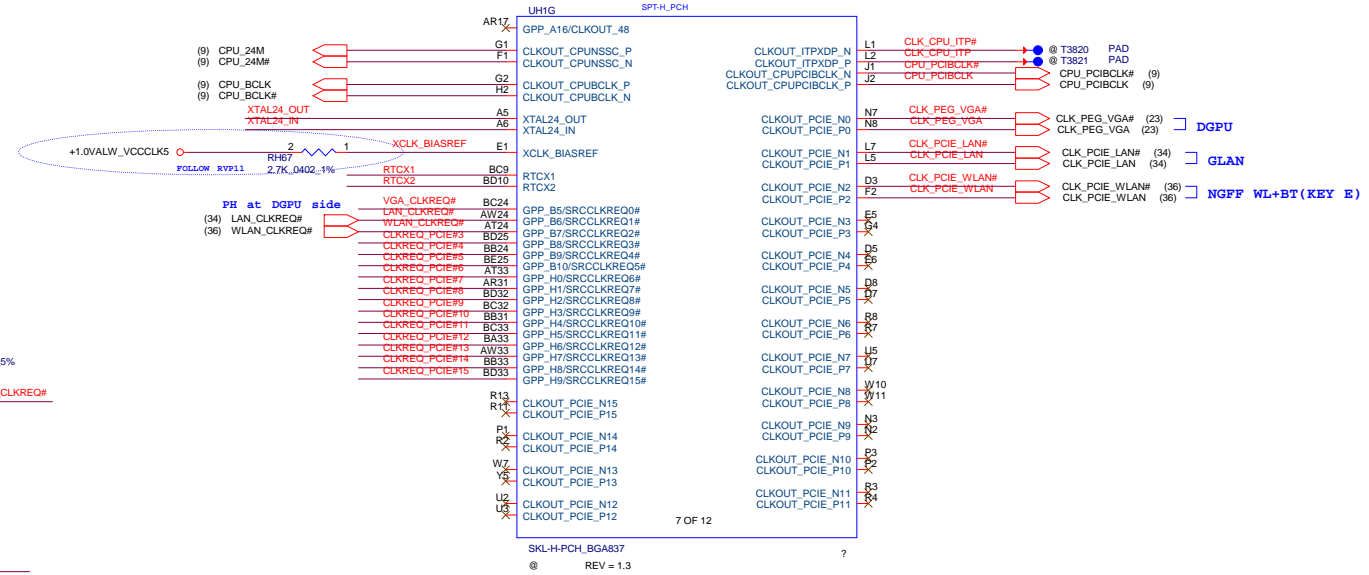 SPT-H_PCH
UH1G
AR17 GPP_A16/CLKOUT_48
(9) CPU_24M G1 CLKOUT_CPUNSSC_P
(9) CPU_24M# F1 CLKOUT_CPUNSSC_N
(9) CPU_BCLK G2 CLKOUT_CPUBCLK_P
(9) CPU_BCLK# H2 CLKOUT_CPUBCLK_N
XTAL24_OUT A5 XTAL24_OUT
XTAL24_IN A6 XTAL24_IN
+1.0VALW_VCCCLK5 2 1 XCLK_BIASREF E1 XCLK_BIASREF
RH67
FOLLOW RVP11 2.7K_0402_1%
RTCX1 BC9 RTCX1
RTCX2 BD10 RTCX2
PH at DGPU side
VGA_CLKREQ# BC24 GPP_B5/SRCCLKREQ0#
(34) LAN_CLKREQ# LAN_CLKREQ# AW24 GPP_B6/SRCCLKREQ1#
(36) WLAN_CLKREQ# WLAN_CLKREQ# AT24 GPP_B7/SRCCLKREQ2#
CLKREQ_PCIE#3 BD25 GPP_B8/SRCCLKREQ3#
CLKREQ_PCIE#4 BB24 GPP_B9/SRCCLKREQ4#
CLKREQ_PCIE#5 BE25 GPP_B10/SRCCLKREQ5#
CLKREQ_PCIE#6 AT33 GPP_H0/SRCCLKREQ6#
CLKREQ_PCIE#7 AR31 GPP_H1/SRCCLKREQ7#
CLKREQ_PCIE#8 BD32 GPP_H2/SRCCLKREQ8#
CLKREQ_PCIE#9 BC32 GPP_H3/SRCCLKREQ9#
CLKREQ_PCIE#10 BB31 GPP_H4/SRCCLKREQ10#
CLKREQ_PCIE#11 BC33 GPP_H5/SRCCLKREQ11#
CLKREQ_PCIE#12 BA33 GPP_H6/SRCCLKREQ12#
CLKREQ_PCIE#13 AW33 GPP_H7/SRCCLKREQ13#
CLKREQ_PCIE#14 BB33 GPP_H8/SRCCLKREQ14#
CLKREQ_PCIE#15 BD33 GPP_H9/SRCCLKREQ15#
5%
CLKREQ#
R13 CLKOUT_PCIE_N15
R11 CLKOUT_PCIE_P15
P1 CLKOUT_PCIE_N14
R2 CLKOUT_PCIE_P14
W7 CLKOUT_PCIE_N13
Y5 CLKOUT_PCIE_P13
U2 CLKOUT_PCIE_N12
U3 CLKOUT_PCIE_P12
CLKOUT_ITPXDP_N L1 CLK_CPU_ITP# @ T3820 PAD
CLKOUT_ITPXDP_P L2 CLK_CPU_ITP @ T3821 PAD
CLKOUT_CPUPCIBCLK_N J1 CPU_PCIBCLK# CPU_PCIBCLK# (9)
CLKOUT_CPUPCIBCLK_P J2 CPU_PCIBCLK CPU_PCIBCLK (9)
CLKOUT_PCIE_N0 N7 CLK_PEG_VGA# CLK_PEG_VGA# (23)
CLKOUT_PCIE_P0 N8 CLK_PEG_VGA CLK_PEG_VGA (23)
DGPU
CLKOUT_PCIE_N1 L7 CLK_PCIE_LAN# CLK_PCIE_LAN# (34)
CLKOUT_PCIE_P1 L5 CLK_PCIE_LAN CLK_PCIE_LAN (34)
GLAN
CLKOUT_PCIE_N2 D3 CLK_PCIE_WLAN# CLK_PCIE_WLAN# (36)
CLKOUT_PCIE_P2 F2 CLK_PCIE_WLAN CLK_PCIE_WLAN (36)
NGFF WL+BT(KEY E)
CLKOUT_PCIE_N3 E5
CLKOUT_PCIE_P3 G4
CLKOUT_PCIE_N4 D5
CLKOUT_PCIE_P4 E6
CLKOUT_PCIE_N5 D8
CLKOUT_PCIE_P5 D7
CLKOUT_PCIE_N6 R8
CLKOUT_PCIE_P6 R7
CLKOUT_PCIE_N7 U5
CLKOUT_PCIE_P7 U7
CLKOUT_PCIE_N8 W10
CLKOUT_PCIE_P8 W11
CLKOUT_PCIE_N9 N3
CLKOUT_PCIE_P9 N2
CLKOUT_PCIE_N10 P3
CLKOUT_PCIE_P10 P2
CLKOUT_PCIE_N11 R3
CLKOUT_PCIE_P11 R4
7 OF 12
SKL-H-PCH_BGA837 ?
@ REV = 1.3